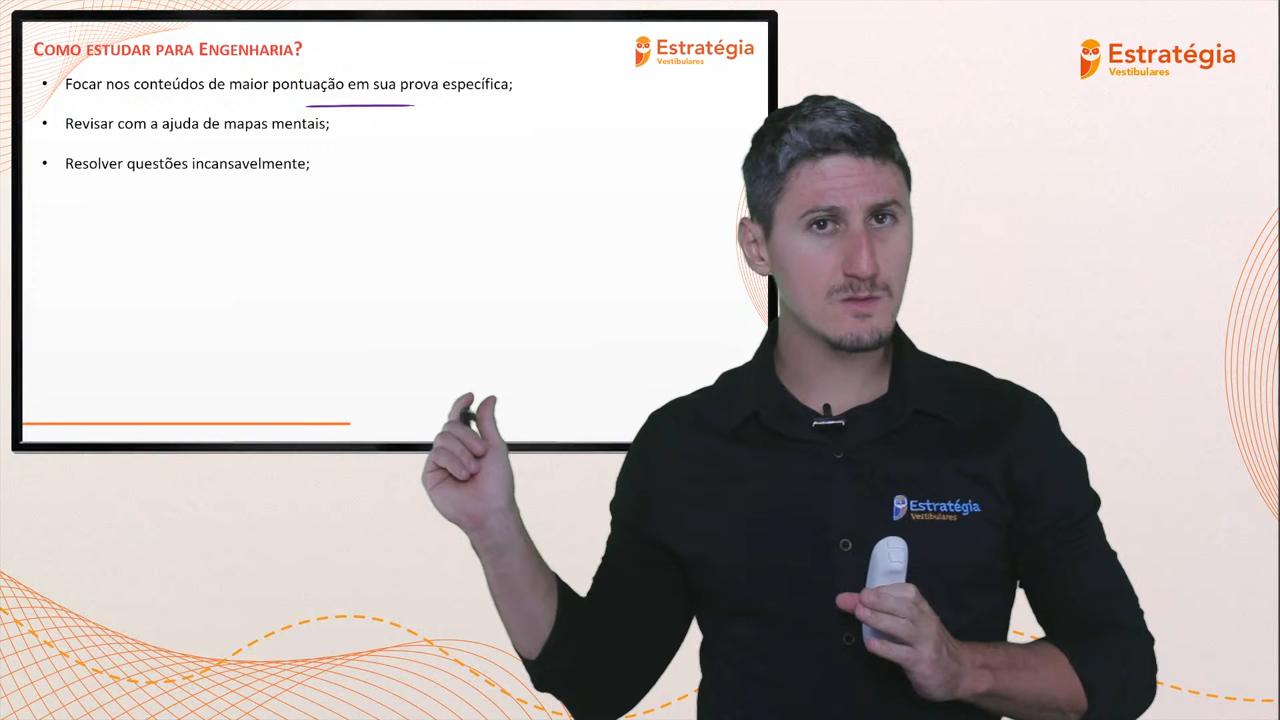 COMO ESTUDAR PARA ENGENHARIA?
Estratégia
Vestibulares
• Focar nos conteúdos de maior pontuação em sua prova específica;
• Revisar com a ajuda de mapas mentais;
• Resolver questões incansavelmente;
Estratégia
Vestibulares
Estratégia
Vestibulares